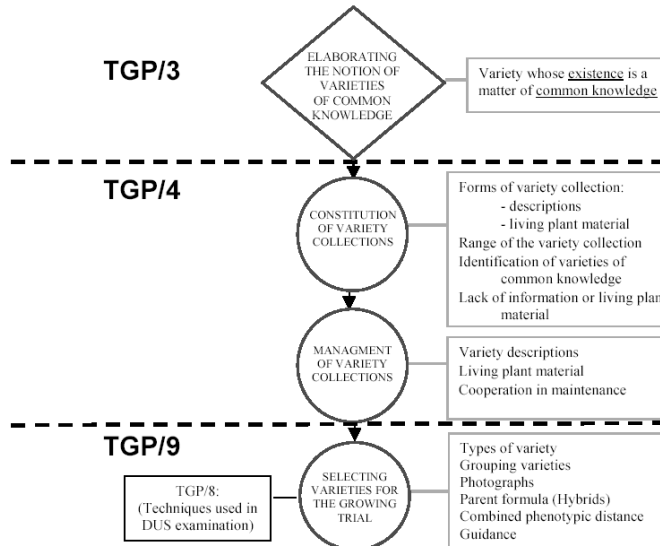 TGP/3
ELABORATING
THE NOTION OF
VARIETIES
OF COMMON
KNOWLEDGE
Variety whose existence is a
matter of common knowledge
TGP/4
CONSTITUTION
OF VARIETY
COLLECTIONS
Forms of variety collection:
- descriptions
- living plant material
Range of the variety collection
Identification of varieties of
common knowledge
Lack of information or living plan
material
MANAGMENT
OF VARIETY
COLLECTIONS
Variety descriptions
Living plant material
Cooperation in maintenance
TGP/9
TGP/8:
(Techniques used in
DUS examination)
SELECTING
VARIETIES FOR
THE GROWING
TRIAL
Types of variety
Grouping varieties
Photographs
Parent formula (Hybrids)
Combined phenotypic distance
Guidance